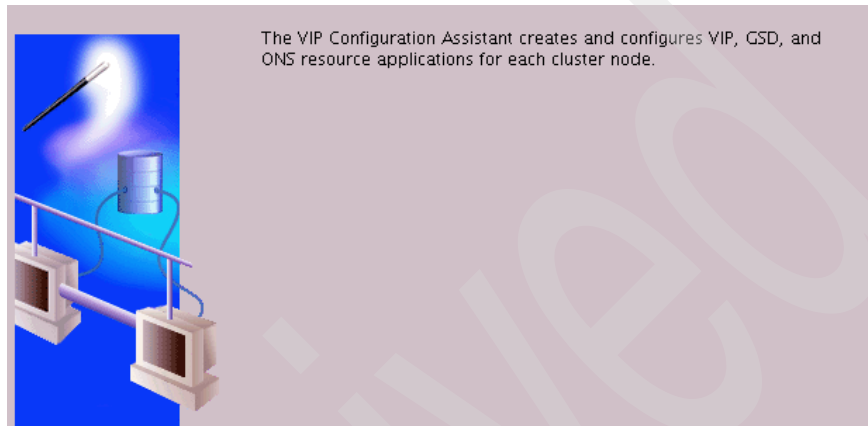 The VIP Configuration Assistant creates and configures VIP, GSD, and
ONS resource applications for each cluster node.